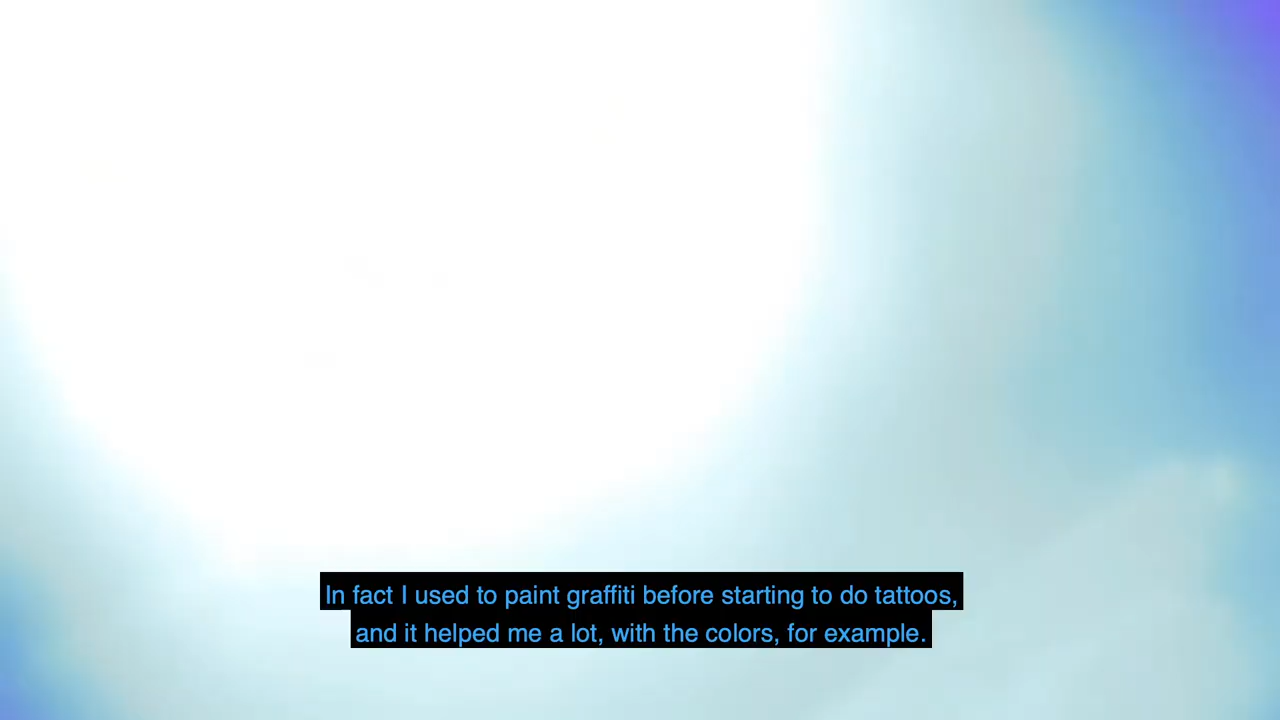 In fact I used to paint graffiti before starting to do tattoos,
and it helped me a lot, with the colors, for example.